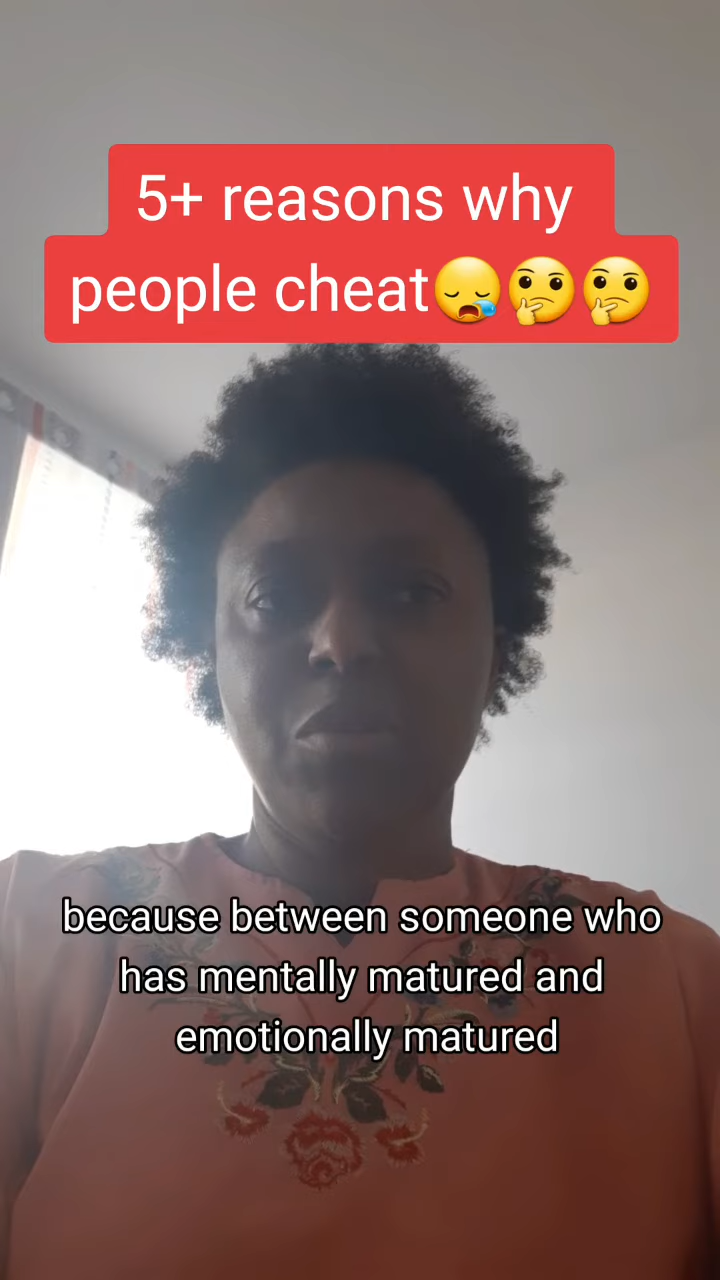 5+ reasons why
people cheat😪🤔🤔
because between someone who
has mentally matured and
emotionally matured